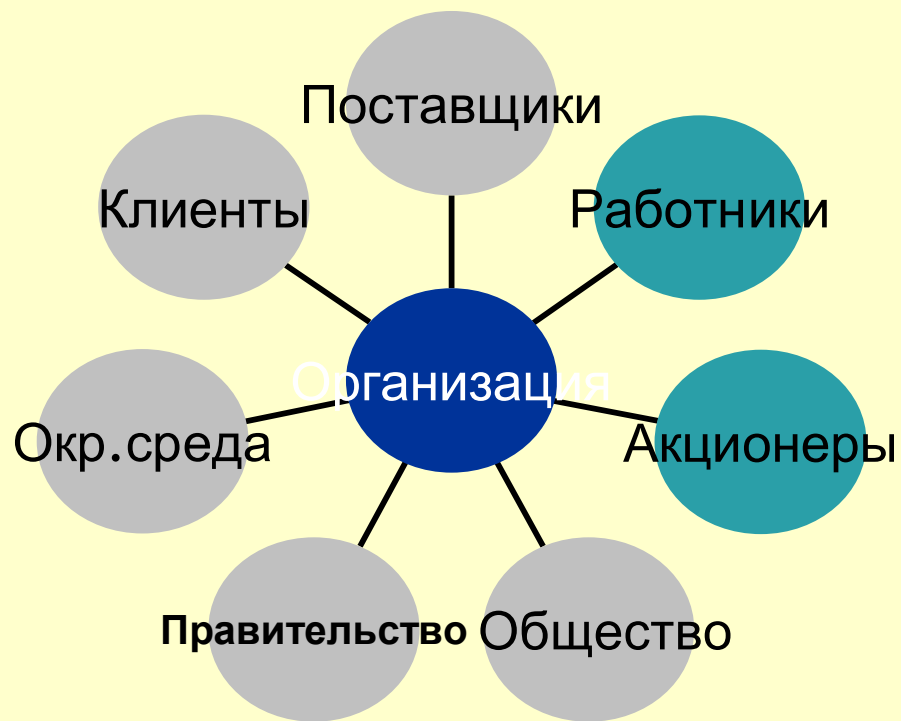 Поставщики
Клиенты
Работники
Организация
Окр.среда
Акционеры
Правительство
Общество